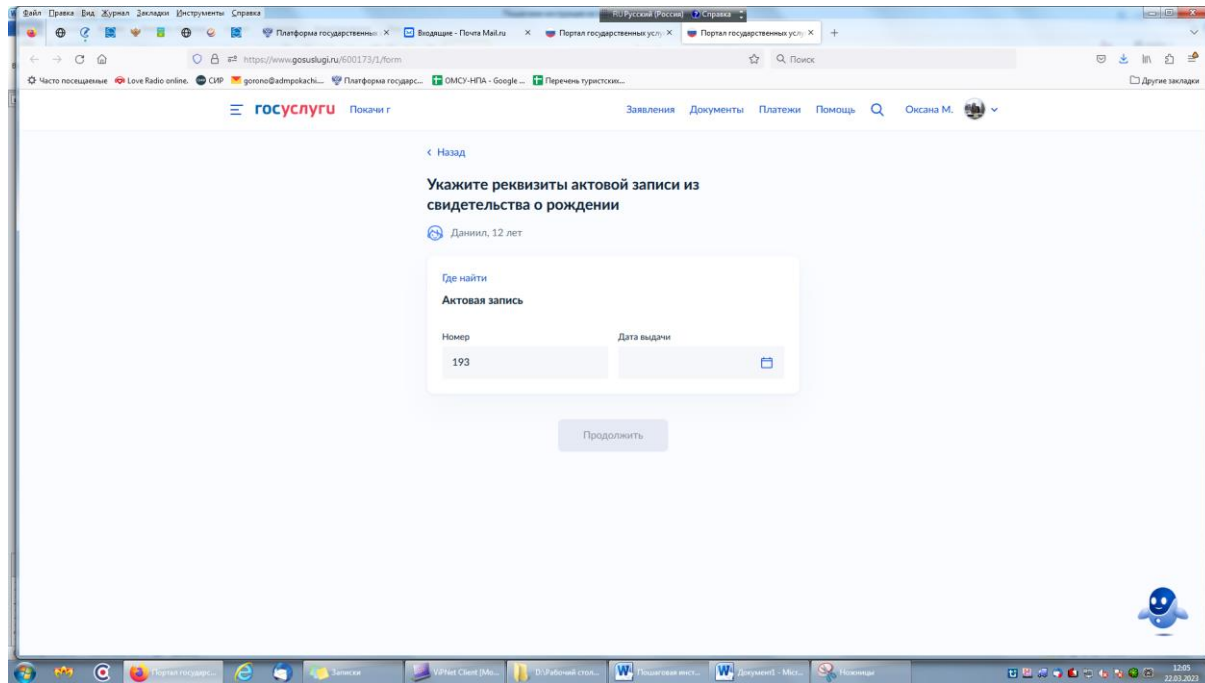 Файл Правка Вид Журнал Закладки Инструменты Справка
RU Русский (Россия) Справка
Платформа государственны
Входящие - Почта Mail.ru
Портал государственных услу
Портал государственных услу
https://www.gosuslugi.ru/600173/1/form
Поиск
Часто посещаемые Love Radio online. СИР gorono@admpokachi... Платформа государс... ОМСУ-НПА - Google ... Перечень туристских...
Другие закладки
госуслуги Покачи г Заявления Документы Платежи Помощь Оксана М.
Назад
Укажите реквизиты актовой записи из
свидетельства о рождении
Даниил, 12 лет
Где найти
Актовая запись
Номер Дата выдачи
193
Продолжить
Портал государс... Записки ViPNet Client [Мо... D:\Рабочий стол... Пошаговая инст... Документ1 - Micr... Ножницы
12:05
22.03.2023